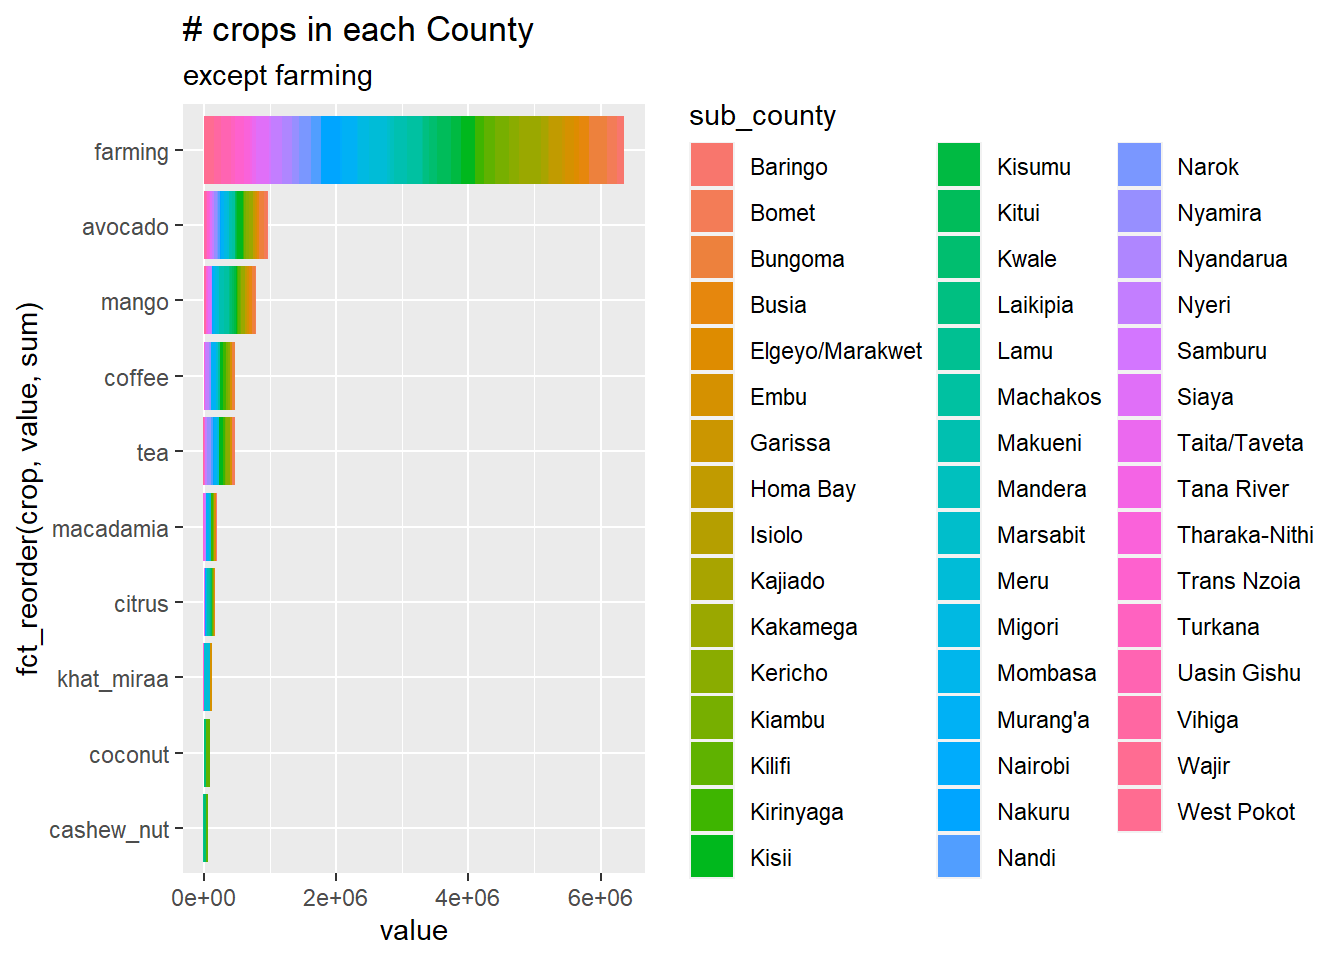 # crops in each County
except farming
fct_reorder(crop, value, sum)
farming
avocado
mango
coffee
tea
macadamia
citrus
khat_miraa
coconut
cashew_nut
0e+00 2e+06 4e+06 6e+06
value
sub_county
Baringo
Bomet
Bungoma
Busia
Elgeyo/Marakwet
Embu
Garissa
Homa Bay
Isiolo
Kajiado
Kakamega
Kericho
Kiambu
Kilifi
Kirinyaga
Kisii
Kisumu
Kitui
Kwale
Laikipia
Lamu
Machakos
Makueni
Mandera
Marsabit
Meru
Migori
Mombasa
Murang'a
Nairobi
Nakuru
Nandi
Narok
Nyamira
Nyandarua
Nyeri
Samburu
Siaya
Taita/Taveta
Tana River
Tharaka-Nithi
Trans Nzoia
Turkana
Uasin Gishu
Vihiga
Wajir
West Pokot